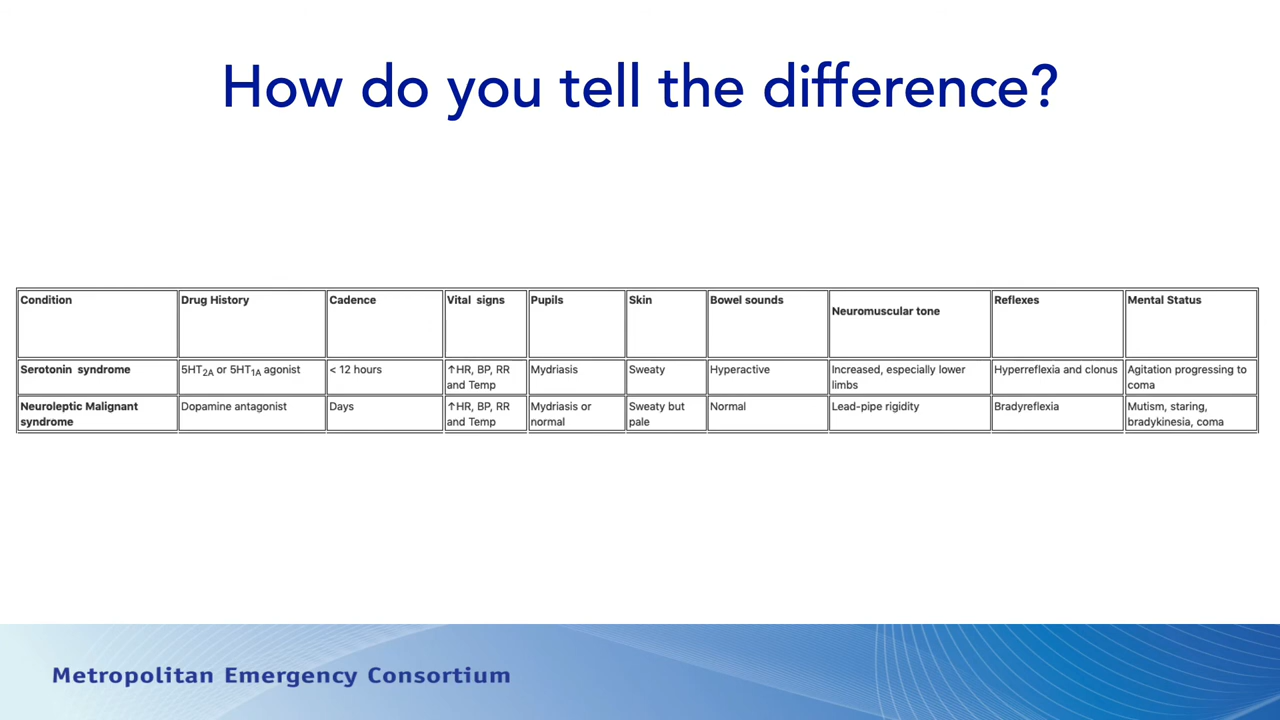 How do you tell the difference?
Condition Drug History Cadence Vital signs Pupils Skin Bowel sounds Neuromuscular tone Reflexes Mental Status
Serotonin syndrome 5HT2A or 5HT1A agonist < 12 hours ↑HR, BP, RR Mydriasis Sweaty Hyperactive Increased, especially lower Hyperreflexia and clonus Agitation progressing to
and Temp limbs coma
Neuroleptic Malignant Dopamine antagonist Days ↑HR, BP, RR Mydriasis or Sweaty but Normal Lead-pipe rigidity Bradyreflexia Mutism, staring,
syndrome and Temp normal pale bradykinesia, coma
Metropolitan Emergency Consortium